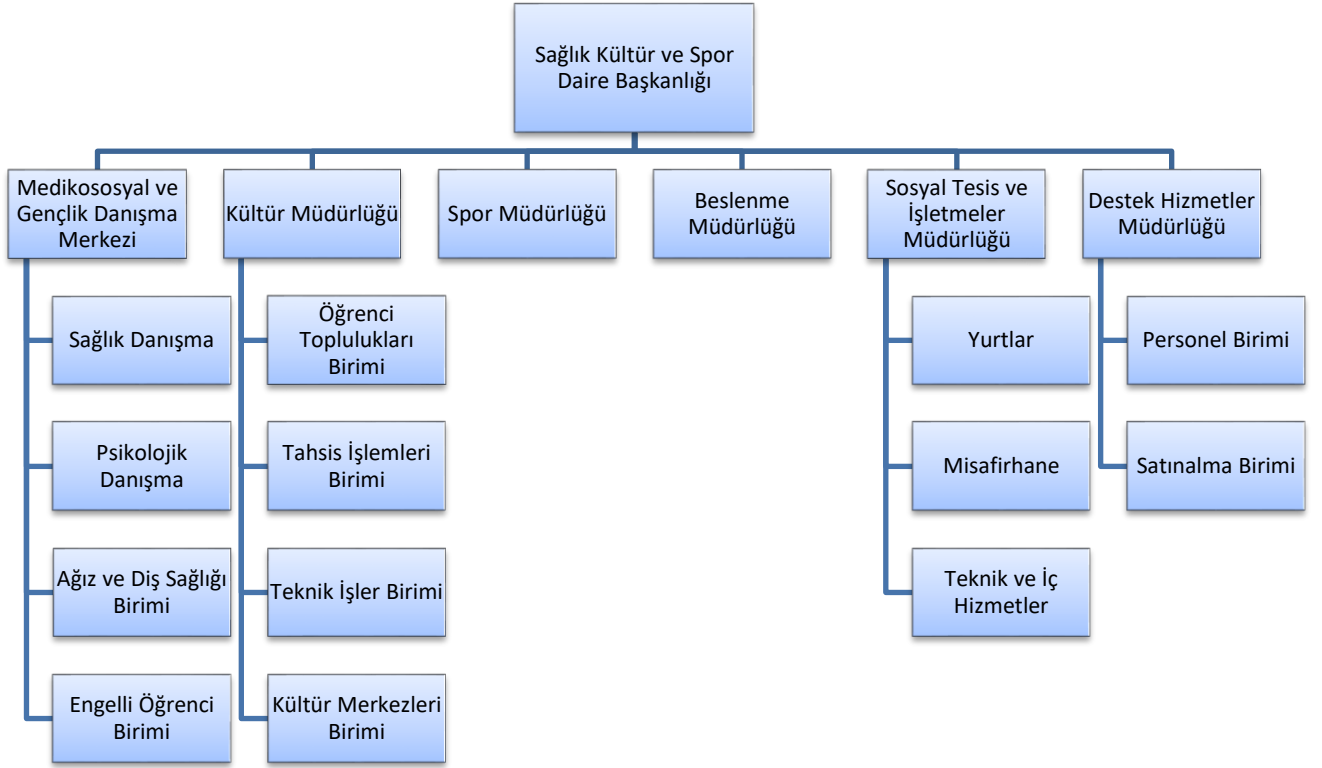 Sağlık Kültür ve Spor
Daire Başkanlığı
Medikososyal ve
Gençlik Danışma
Merkezi
Kültür Müdürlüğü
Spor Müdürlüğü
Beslenme
Müdürlüğü
Sosyal Tesis ve
İşletmeler
Müdürlüğü
Destek Hizmetler
Müdürlüğü
Sağlık Danışma
Öğrenci
Toplulukları
Birimi
Yurtlar
Personel Birimi
Psikolojik
Danışma
Tahsis İşlemleri
Birimi
Misafirhane
Satınalma Birimi
Ağız ve Diş Sağlığı
Birimi
Teknik İşler Birimi
Teknik ve İç
Hizmetler
Engelli Öğrenci
Birimi
Kültür Merkezleri
Birimi